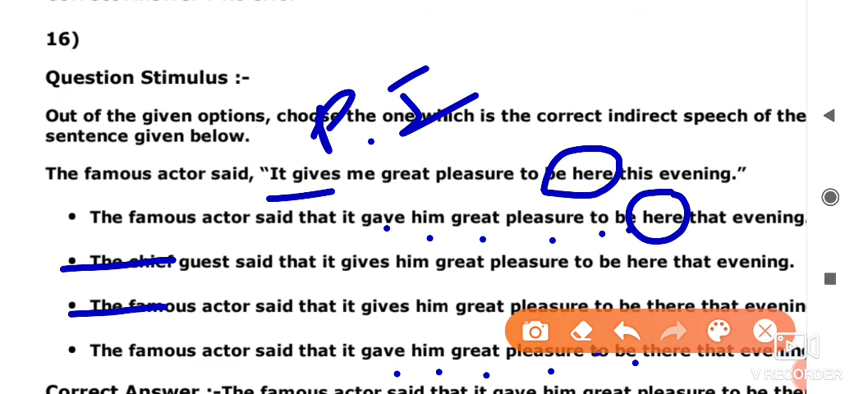 16)
Question Stimulus :-
P. I
Out of the given options, choose the one which is the correct indirect speech of the
sentence given below.
The famous actor said, “It gives me great pleasure to be here this evening.”
• The famous actor said that it gave him great pleasure to be here that evening.
• The chief guest said that it gives him great pleasure to be here that evening.
• The famous actor said that it gives him great pleasure to be there that evenin
• The famous actor said that it gave him great pleasure to be there that evening
Correct Answer :-The famous actor said that it gave him great pleasure to be ther
V RECORDER